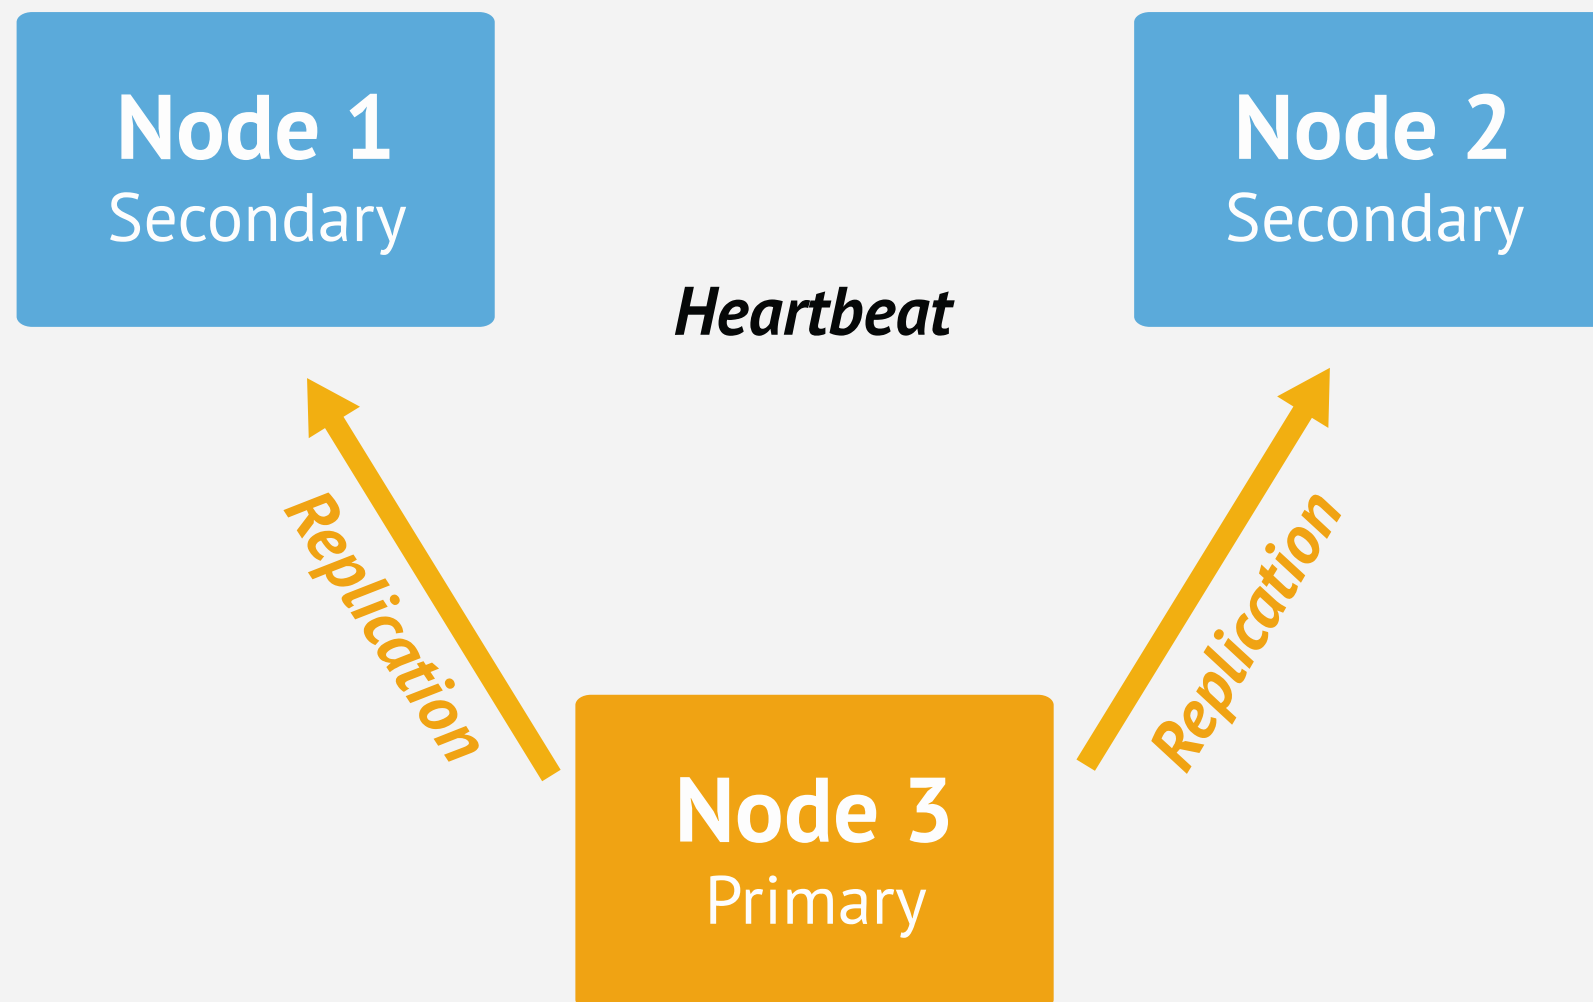 Node 1
Secondary
Node 2
Secondary
Heartbeat
Replication
Replication
Node 3
Primary